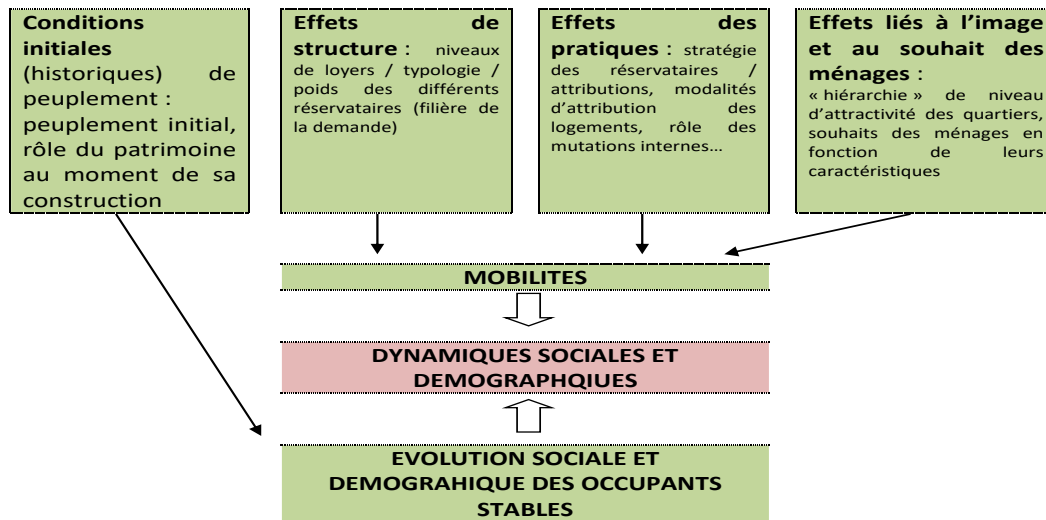 Conditions
initiales
(historiques) de
peuplement :
peuplement initial,
rôle du patrimoine
au moment de sa
construction
Effets de
structure : niveaux
de loyers / typologie /
poids des différents
réservataires (filière de
la demande)
Effets des
pratiques : stratégie
des réservataires /
attributions, modalités
d'attribution des
logements, rôle des
mutations internes...
Effets liés à l'image
et au souhait des
ménages :
« hiérarchie » de niveau
d'attractivité des quartiers,
souhaits des ménages en
fonction de leurs
caractéristiques
MOBILITES
DYNAMIQUES SOCIALES ET
DEMOGRAPHQIUES
EVOLUTION SOCIALE ET
DEMOGRAHIQUE DES OCCUPANTS
STABLES